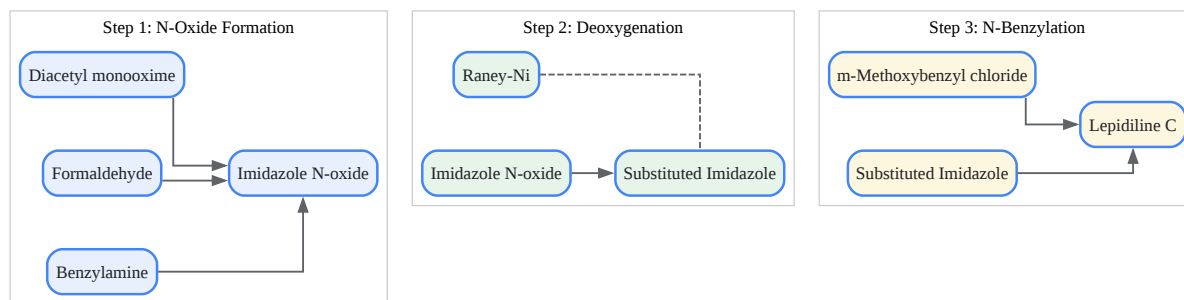 Step 1: N-Oxide Formation
Diacetyl monooxime
Formaldehyde
Imidazole N-oxide
Benzylamine
Step 2: Deoxygenation
Raney-Ni
Imidazole N-oxide
Substituted Imidazole
Step 3: N-Benzylation
m-Methoxybenzyl chloride
Lepidiline C
Substituted Imidazole